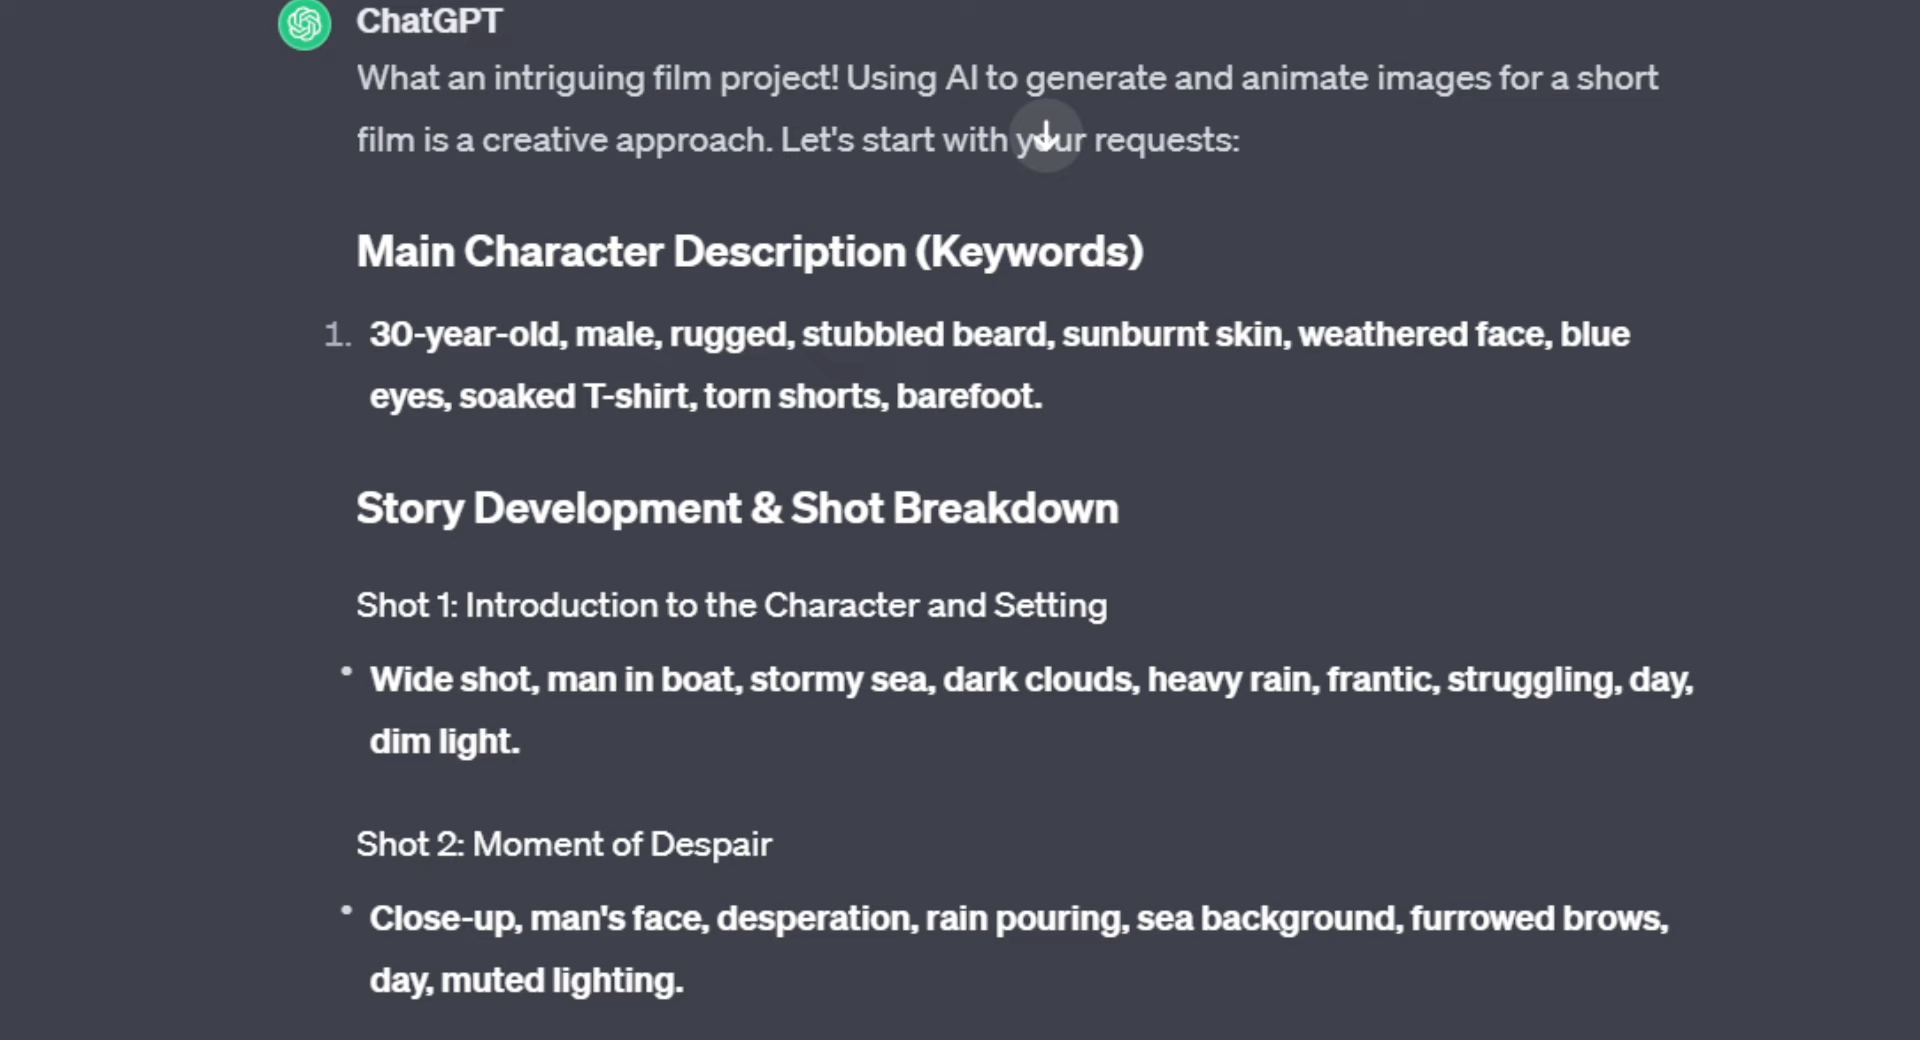 ChatGPT
What an intriguing film project! Using AI to generate and animate images for a short
film is a creative approach. Let's start with your requests:
Main Character Description (Keywords)
1. 30-year-old, male, rugged, stubbled beard, sunburnt skin, weathered face, blue
eyes, soaked T-shirt, torn shorts, barefoot.
Story Development & Shot Breakdown
Shot 1: Introduction to the Character and Setting
• Wide shot, man in boat, stormy sea, dark clouds, heavy rain, frantic, struggling, day,
dim light.
Shot 2: Moment of Despair
• Close-up, man's face, desperation, rain pouring, sea background, furrowed brows,
day, muted lighting.